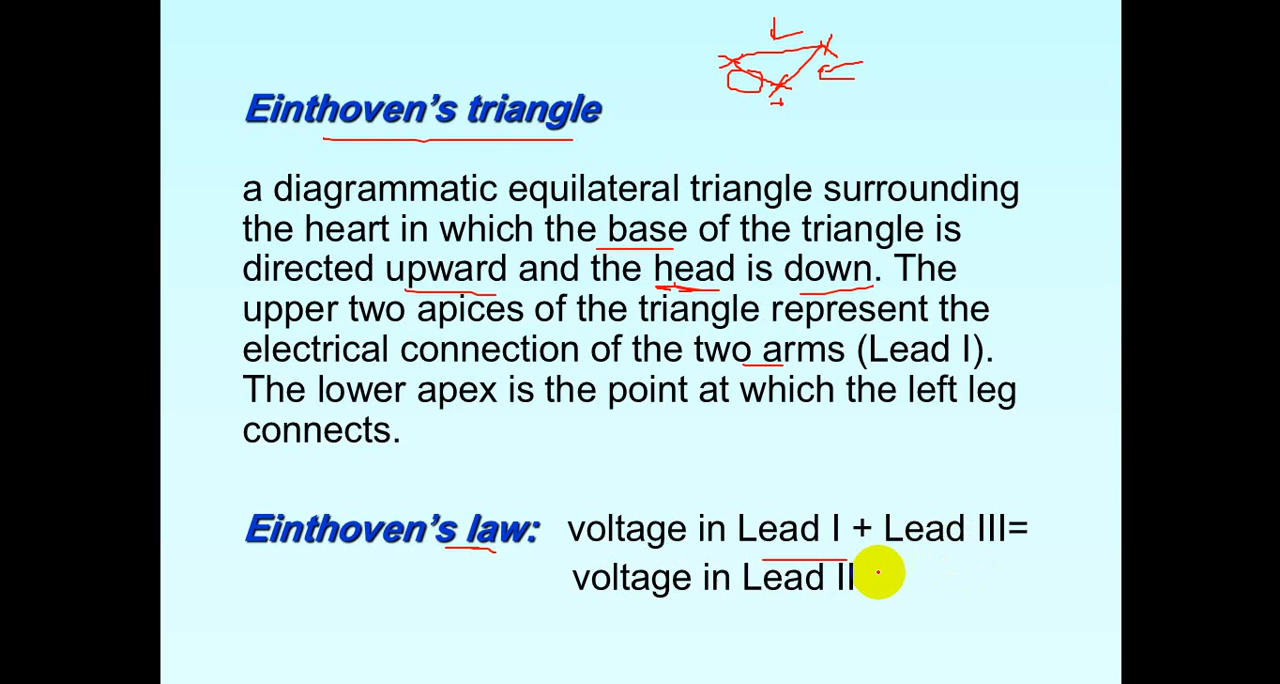 Einthoven's triangle
a diagrammatic equilateral triangle surrounding
the heart in which the base of the triangle is
directed upward and the head is down. The
upper two apices of the triangle represent the
electrical connection of the two arms (Lead I).
The lower apex is the point at which the left leg
connects.
Einthoven's law: voltage in Lead I + Lead III=
voltage in Lead II